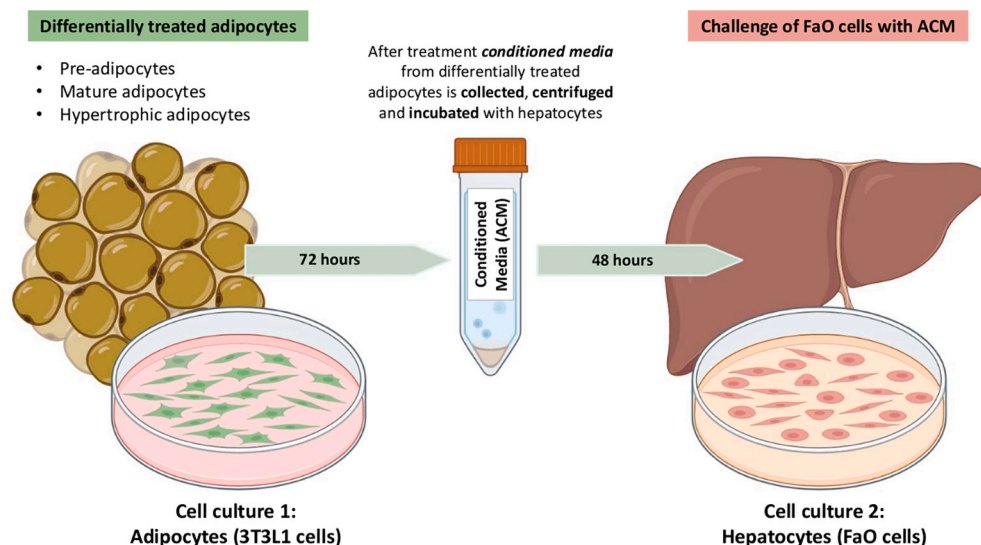 Differentially treated adipocytes
• Pre-adipocytes
• Mature adipocytes
• Hypertrophic adipocytes
After treatment conditioned media
from differentially treated
adipocytes is collected, centrifuged
and incubated with hepatocytes
Challenge of FaO cells with ACM
72 hours
Conditioned
Media (ACM)
48 hours
Cell culture 1:
Adipocytes (3T3L1 cells)
Cell culture 2:
Hepatocytes (FaO cells)